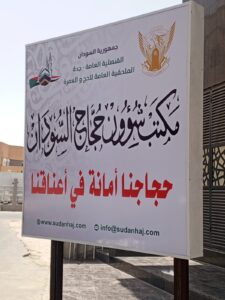 جمهورية السودان
القنصلية العامة - جدة
الملحقية العامة للحج و العمرة
مكتب شؤون حجاج السودان
حجاجنا أمانة في أعناقنا
www.sudanhaj.com info@sudanhaj.com